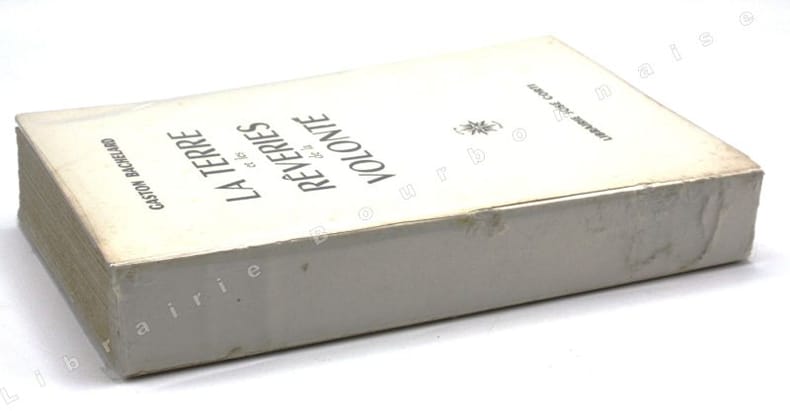 GASTON BACHELARD
LA TERRE
et les
RÊVERIES
de la
VOLONTÉ
LIBRAIRIE JOSÉ CORTI
Librairie Bourbonnaise